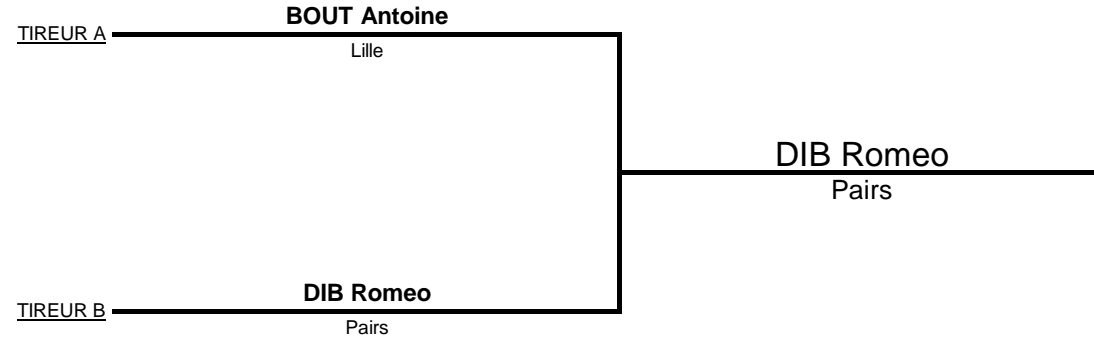 BOUT Antoine
TIREUR A
Lille
DIB Romeo
Pairs
DIB Romeo
TIREUR B
Pairs